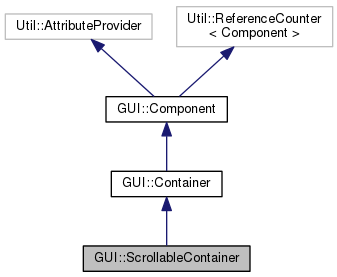 Util::AttributeProvider
Util::ReferenceCounter
< Component >
GUI::Component
GUI::Container
GUI::ScrollableContainer